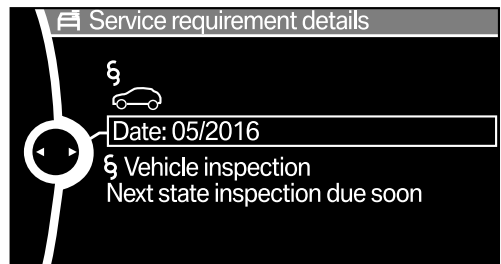 Service requirement details
§
Date: 05/2016
§ Vehicle inspection
Next state inspection due soon